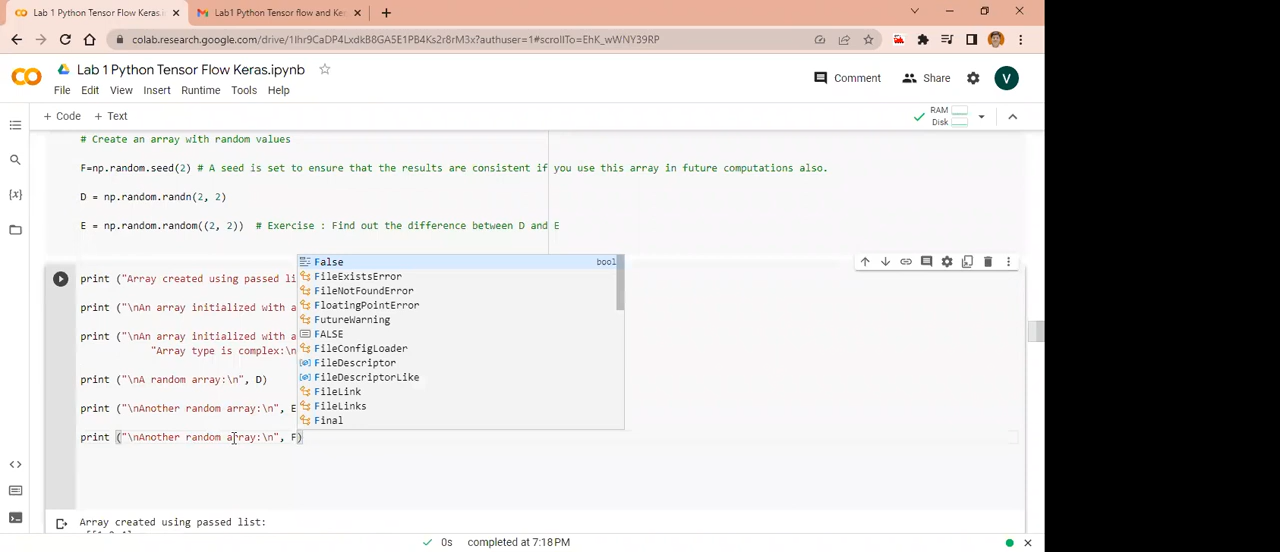 Lab 1 Python Tensor Flow Keras.i
Lab1 Python Tensor flow and Ke
colab.research.google.com/drive/1Ihr9CaDP4LxdkB8GA5E1PB4Ks2r8rM3x?authuser=1#scrollTo=EhK_wWNY39RP
Lab 1 Python Tensor Flow Keras.ipynb
Comment
Share
V
File Edit View Insert Runtime Tools Help
+ Code + Text
RAM
Disk
# Create an array with random values
F=np.random.seed(2) # A seed is set to ensure that the results are consistent if you use this array in future computations also.
D = np.random.randn(2, 2)
E = np.random.random((2, 2)) # Exercise : Find out the difference between D and E
print ("Array created using passed li
print ("\nAn array initialized with a
print ("\nAn array initialized with a
"Array type is complex:\n
print ("\nA random array:\n", D)
print ("\nAnother random array:\n", E
print ("\nAnother random array:\n", F)
False bool
FileExistsError
FileNotFoundError
FloatingPointError
FutureWarning
FALSE
FileConfigLoader
FileDescriptor
FileDescriptorLike
FileLink
FileLinks
Final
Array created using passed list:
0s completed at 7:18PM